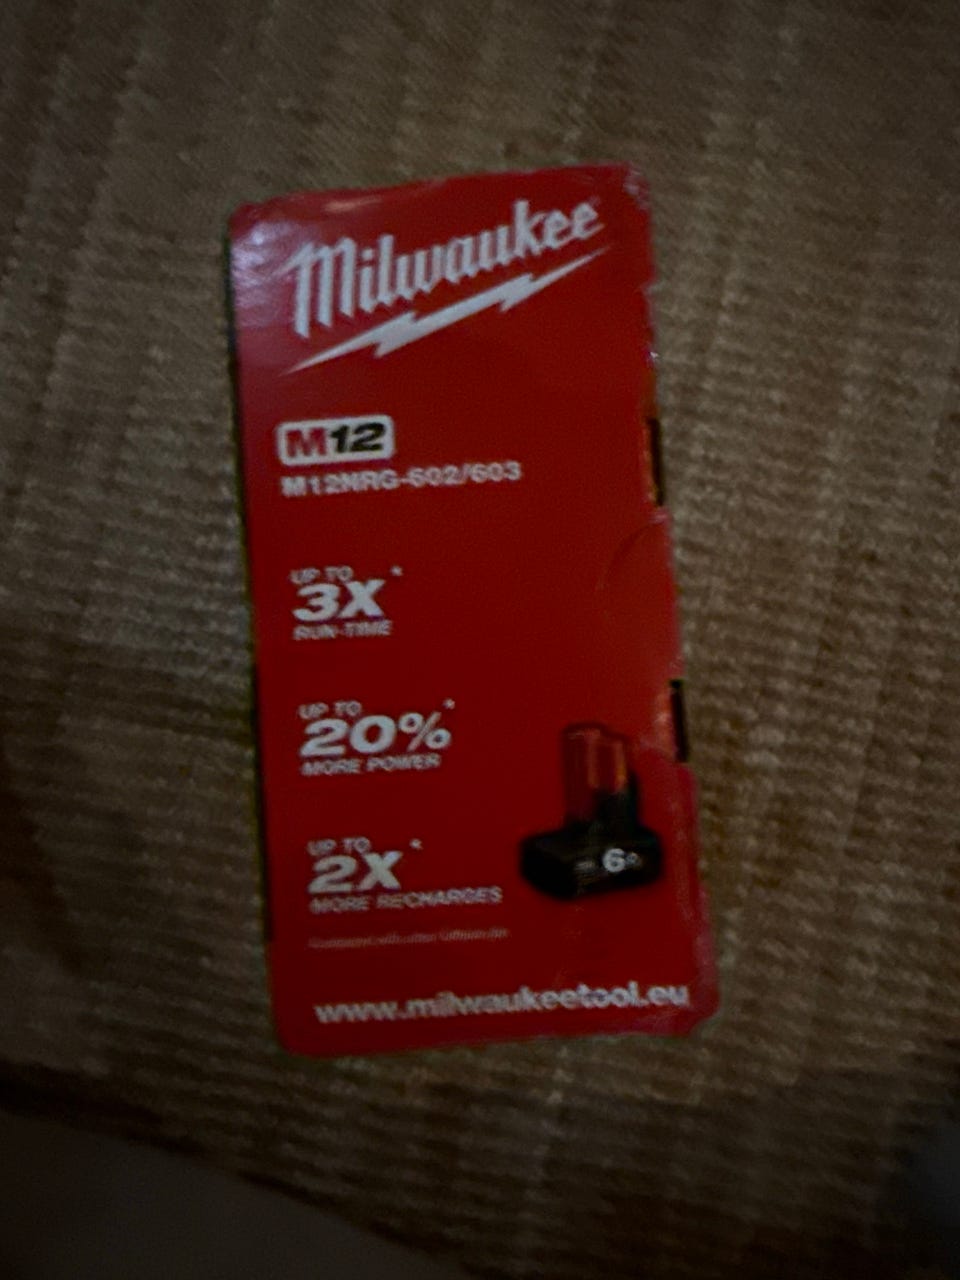 Milwaukee
M12
M12NRG-602/603
UP TO
3X*
RUN-TIME
UP TO
20%*
MORE POWER
UP TO
2X*
MORE RECHARGES
6.0
www.milwaukeetool.eu